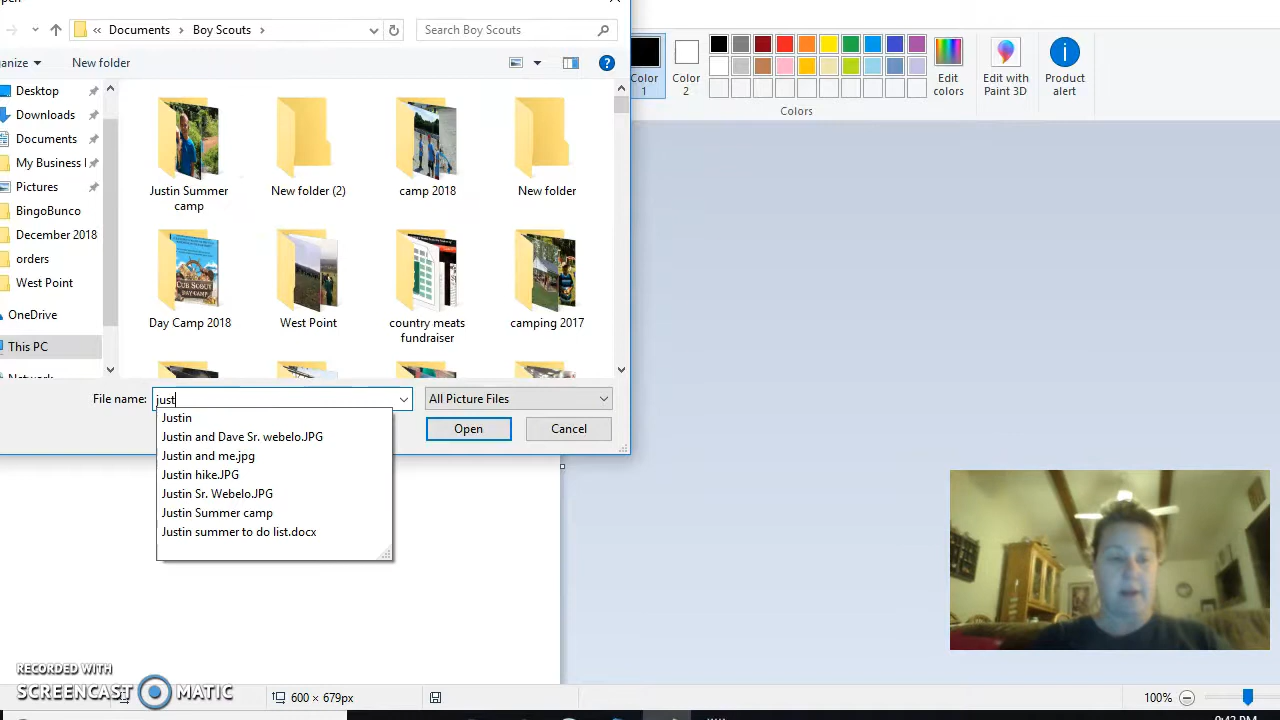 Documents
Boy Scouts
Search Boy Scouts
New folder
Desktop
Downloads
Documents
My Business
Pictures
BingoBunco
December 2018
orders
West Point
OneDrive
This PC
Network
Justin Summer
camp
New folder (2)
camp 2018
New folder
CUB SCOUT
DAY CAMP
Day Camp 2018
West Point
country meats
fundraiser
camping 2017
File name:
just
All Picture Files
Open
Cancel
Justin
Justin and Dave Sr. webelo.JPG
Justin and me.jpg
Justin hike.JPG
Justin Sr. Webelo.JPG
Justin Summer camp
Justin summer to do list.docx
Color
1
Color
2
Edit
colors
Edit with
Paint 3D
Product
alert
Colors
RECORDED WITH
SCREENCAST MATIC
600 × 679px
100%